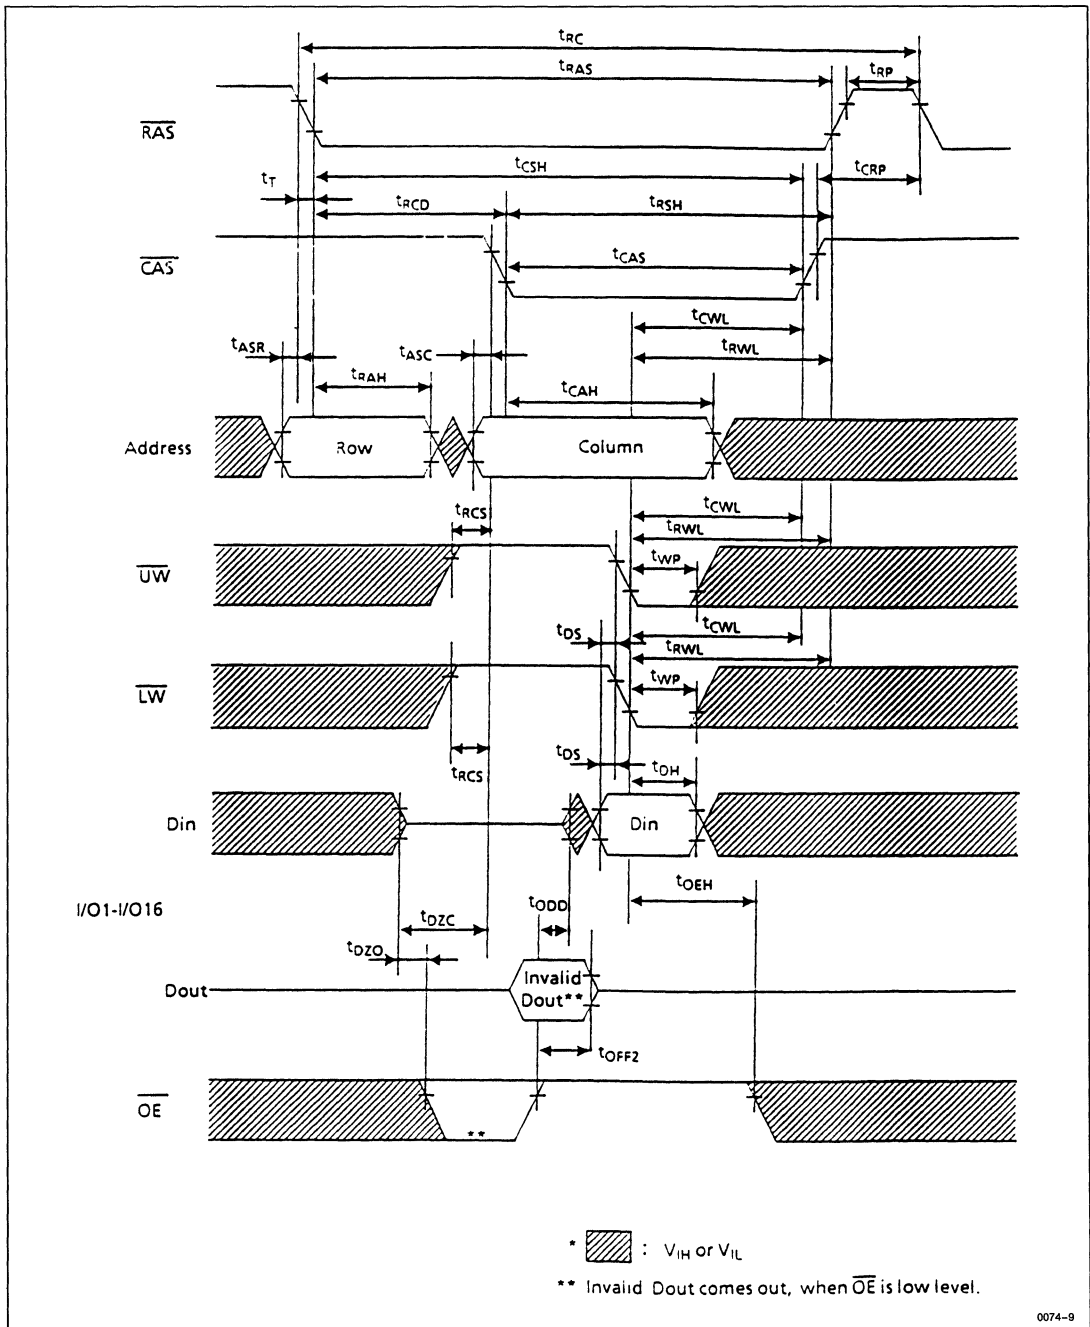 tRC
tRAS
tRP
RAS
tCSH
tCRP
tT
tRCD
tRSH
CAS
tCAS
tCWL
tASR
tASC
tRWL
tRAH
tCAH
Address
Row
Column
tRCS
tCWL
tRWL
UW
tWP
tDS
tCWL
tRWL
LW
tWP
tRCS
tDS
tDH
Din
Din
I/O1-I/O16
tOEH
tODD
tDZC
tDZO
Dout
Invalid
Dout**
tOFF2
OE
**
* : VIH or VIL
** Invalid Dout comes out, when OE is low level.
0074-9